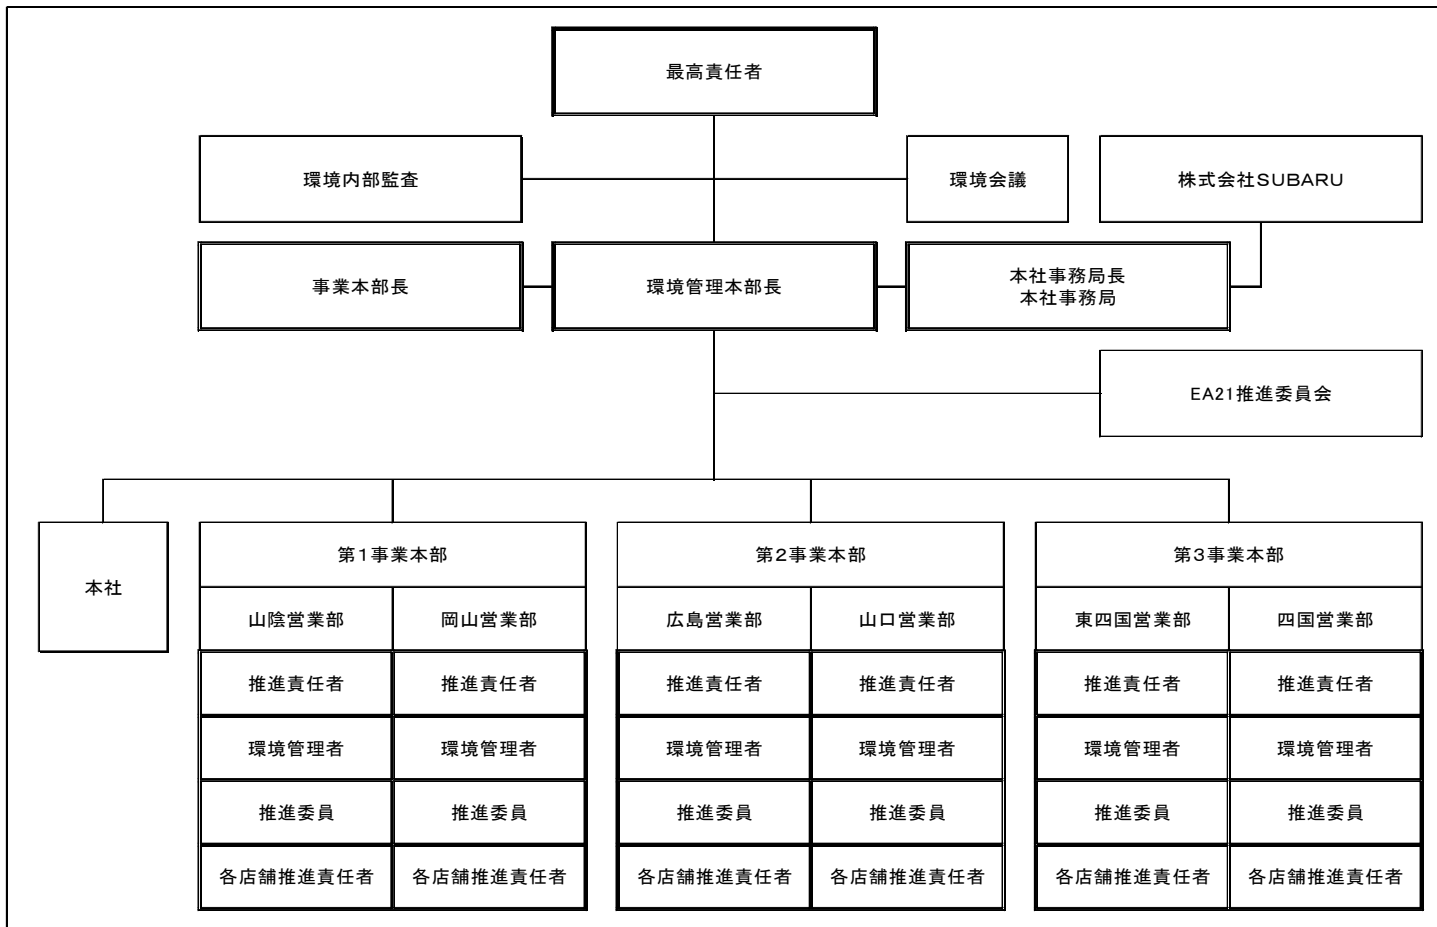 最高責任者
環境内部監査
環境会議
株式会社SUBARU
事業本部長
環境管理本部長
本社事務局長
本社事務局
EA21推進委員会
本社
第1事業本部
第2事業本部
第3事業本部
山陰営業部
岡山営業部
広島営業部
山口営業部
東四国営業部
四国営業部
推進責任者
推進責任者
推進責任者
推進責任者
推進責任者
推進責任者
環境管理者
環境管理者
環境管理者
環境管理者
環境管理者
環境管理者
推進委員
推進委員
推進委員
推進委員
推進委員
推進委員
各店舗推進責任者
各店舗推進責任者
各店舗推進責任者
各店舗推進責任者
各店舗推進責任者
各店舗推進責任者